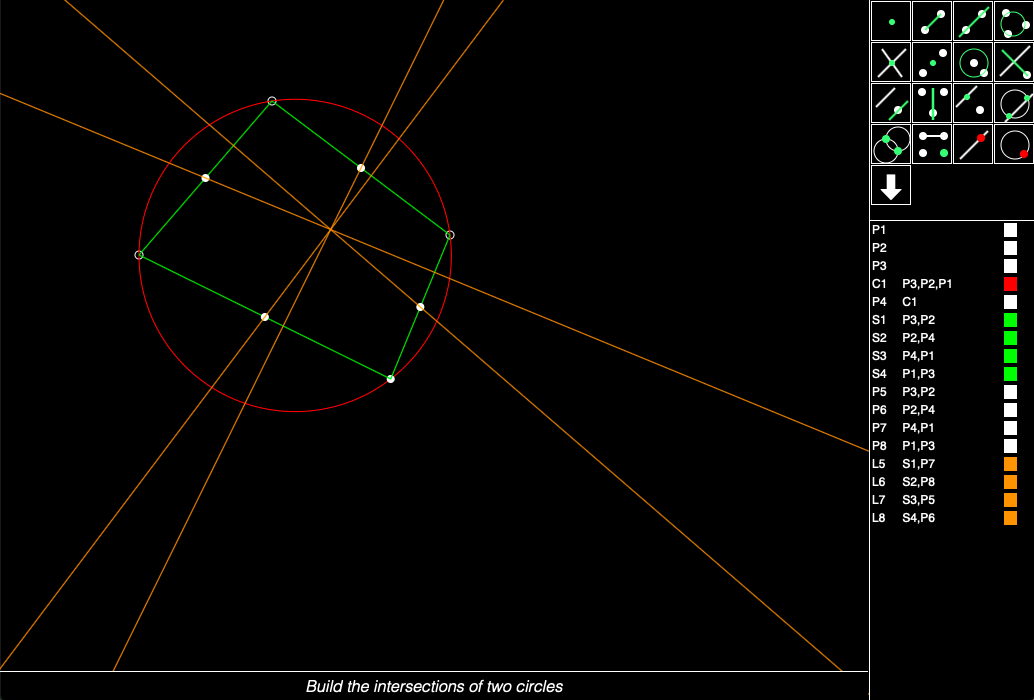 P1
P2
P3
C1 P3,P2,P1
P4 C1
S1 P3,P2
S2 P2,P4
S3 P4,P1
S4 P1,P3
P5 P3,P2
P6 P2,P4
P7 P4,P1
P8 P1,P3
L5 S1,P7
L6 S2,P8
L7 S3,P5
L8 S4,P6
Build the intersections of two circles